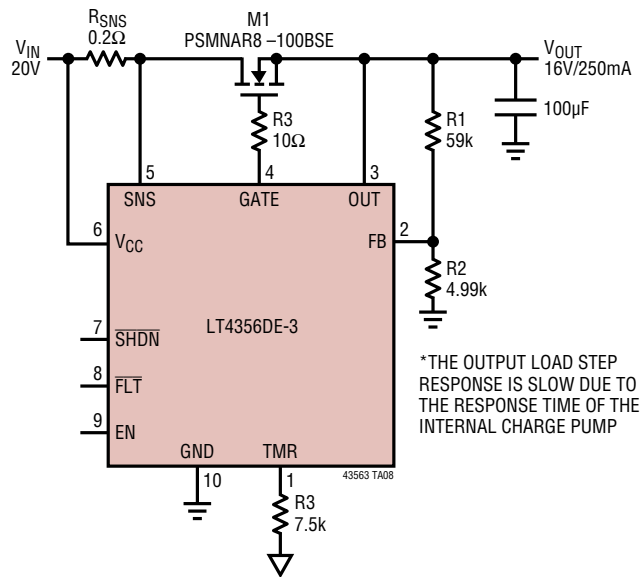 RSNS
0.2Ω
M1
PSMNAR8 –100BSE
VIN
20V
VOUT
16V/250mA
100µF
R3
10Ω
R1
59k
5
4
3
SNS
GATE
OUT
6
VCC
2
FB
R2
4.99k
LT4356DE-3
7
SHDN
8
FLT
9
EN
*THE OUTPUT LOAD STEP
RESPONSE IS SLOW DUE TO
THE RESPONSE TIME OF THE
INTERNAL CHARGE PUMP
GND
TMR
43563 TA08
10
1
R3
7.5k